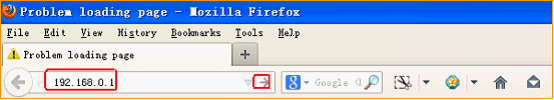 Problem loading page - Mozilla Firefox
File Edit View History Bookmarks Tools Help
Problem loading page
192.168.0.1 Google